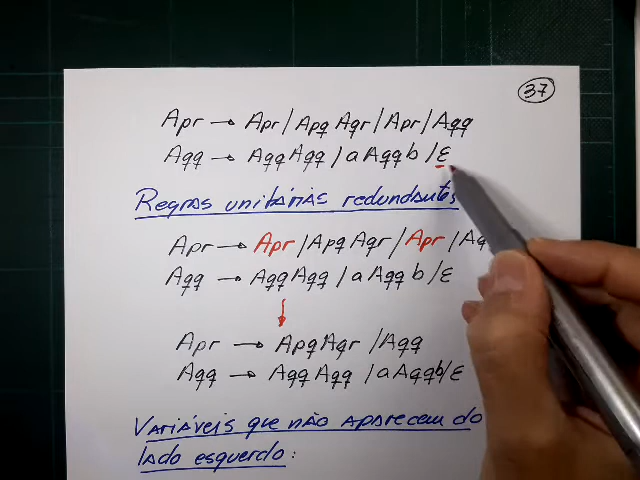 37
Apr → Apr / Apq Aqr / Apr / Aqq
Aqq → Aqq Aqq / a Aqq b / ε
Regras unitárias redundantes
Apr → Apr / Apq Aqr / Apr / Aq
Aqq → Aqq Aqq / a Aqq b / ε
↓
Apr → Apq Aqr / Aqq
Aqq → Aqq Aqq / a Aqq b / ε
Variáveis que não aparecem do
lado esquerdo: